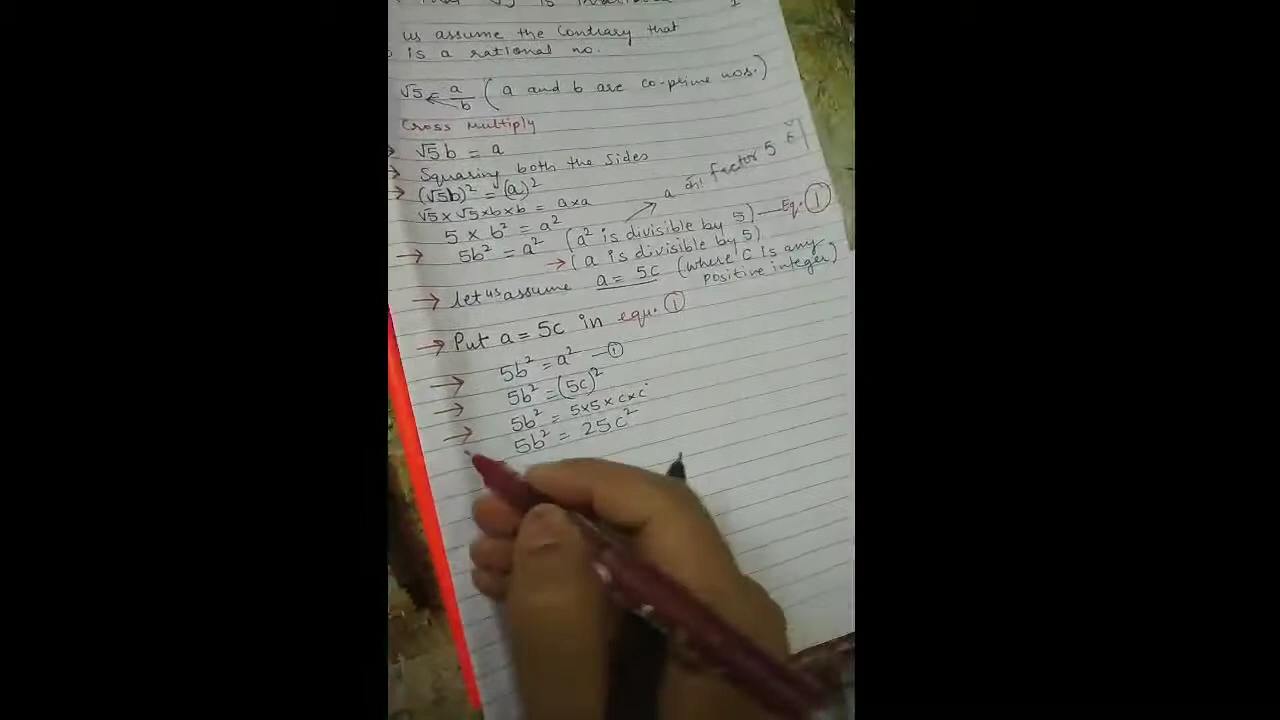 us assume the Contrary that
is a rational no.
√5 = a/b (a and b are co-prime nos.)
Cross Multiply
√5b = a
→ Squaring both the sides
→ (√5b)² = (a)²
√5×√5×b×b = a×a
5 × b² = a²
a factor 5
→ 5b² = a² (a² is divisible by 5) — Eq. ①
→ (a is divisible by 5)
→ let us assume a = 5c (where C is any positive integer)
→ Put a = 5c in equ. ①
→ 5b² = a² — ①
→ 5b² = (5c)²
→ 5b² = 5×5×c×c
5b² = 25c²